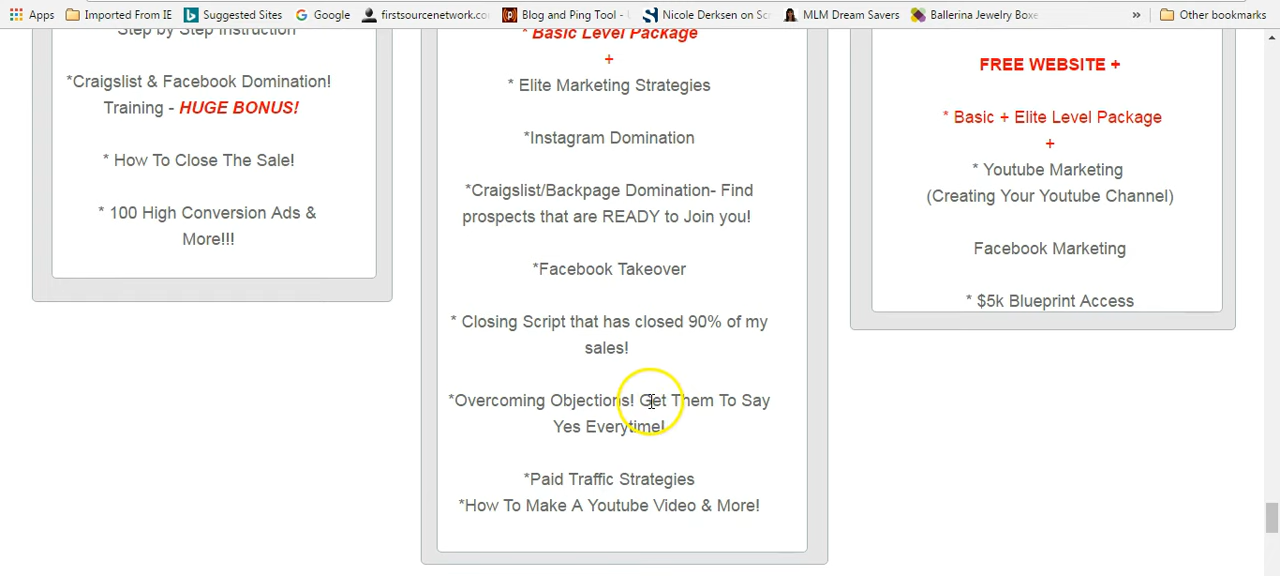 Apps
Imported From IE
Suggested Sites
Google
firstsourcenetwork.co
Blog and Ping Tool -
Nicole Derksen on Sc
MLM Dream Savers
Ballerina Jewelry Boxe
»
Other bookmarks
Step by Step Instruction
*Craigslist & Facebook Domination!
Training - HUGE BONUS!
* How To Close The Sale!
* 100 High Conversion Ads &
More!!!
* Basic Level Package
+
* Elite Marketing Strategies
*Instagram Domination
*Craigslist/Backpage Domination- Find
prospects that are READY to Join you!
*Facebook Takeover
* Closing Script that has closed 90% of my
sales!
*Overcoming Objections! Get Them To Say
Yes Everytime!
*Paid Traffic Strategies
*How To Make A Youtube Video & More!
FREE WEBSITE +
* Basic + Elite Level Package
+
* Youtube Marketing
(Creating Your Youtube Channel)
Facebook Marketing
* $5k Blueprint Access